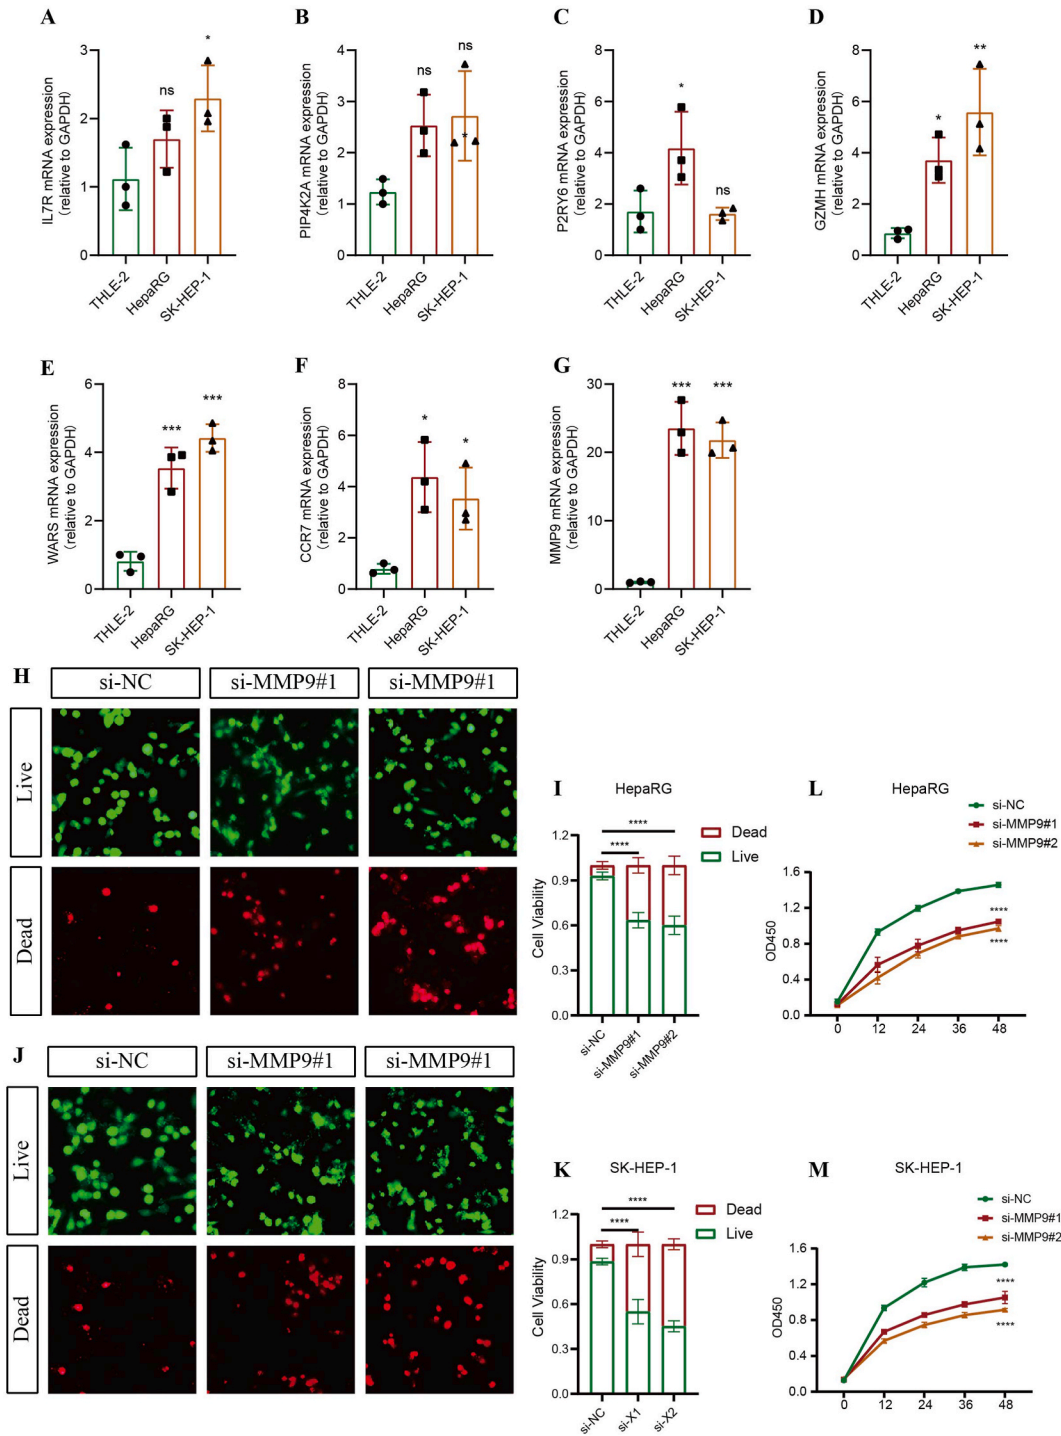 A
IL7R mRNA expression
(relative to GAPDH)
3
2
1
0
ns
*
THLE-2
HepaRG
SK-HEP-1
B
PIP4K2A mRNA expression
(relative to GAPDH)
4
3
2
1
0
ns
ns
*
THLE-2
HepaRG
SK-HEP-1
C
P2RY6 mRNA expression
(relative to GAPDH)
8
6
4
2
0
*
ns
THLE-2
HepaRG
SK-HEP-1
D
GZMH mRNA expression
(relative to GAPDH)
8
6
4
2
0
*
**
THLE-2
HepaRG
SK-HEP-1
E
WARS mRNA expression
(relative to GAPDH)
6
4
2
0
***
***
THLE-2
HepaRG
SK-HEP-1
F
CCR7 mRNA expression
(relative to GAPDH)
8
6
4
2
0
*
*
THLE-2
HepaRG
SK-HEP-1
G
MMP9 mRNA expression
(relative to GAPDH)
30
20
10
0
***
***
THLE-2
HepaRG
SK-HEP-1
H
si-NC
si-MMP9#1
si-MMP9#1
Live
Dead
I
HepaRG
Cell Viability
1.2
0.9
0.6
0.3
0.0
****
****
Dead
Live
si-NC
si-MMP9#1
si-MMP9#2
L
HepaRG
si-NC
si-MMP9#1
si-MMP9#2
OD450
1.6
1.2
0.8
0.4
0.0
****
****
0
12
24
36
48
J
si-NC
si-MMP9#1
si-MMP9#1
Live
Dead
K
SK-HEP-1
Cell Viability
1.2
0.9
0.6
0.3
0.0
****
****
Dead
Live
si-NC
si-X1
si-X2
M
SK-HEP-1
si-NC
si-MMP9#1
si-MMP9#2
OD450
1.6
1.2
0.8
0.4
0.0
****
****
0
12
24
36
48